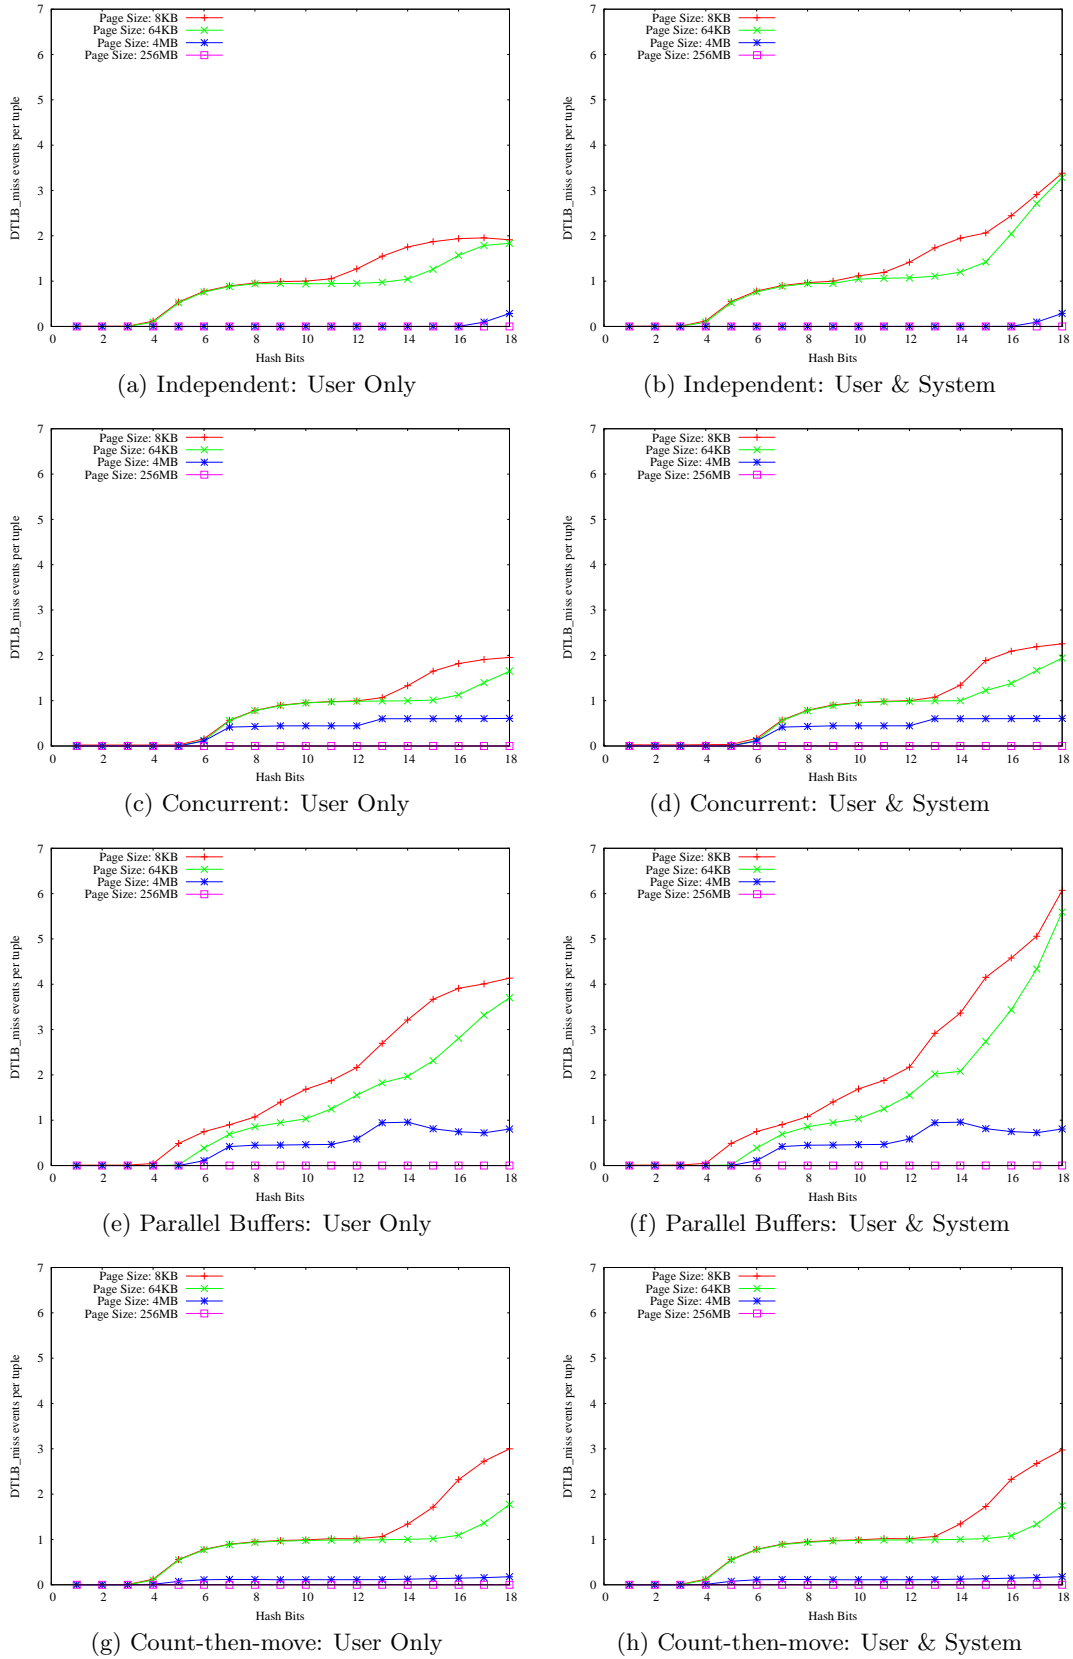 7
6
5
4
3
2
1
0
DTLB_miss events per tuple
Page Size: 8KB
Page Size: 64KB
Page Size: 4MB
Page Size: 256MB
0 2 4 6 8 10 12 14 16 18
Hash Bits
(a) Independent: User Only
7
6
5
4
3
2
1
0
DTLB_miss events per tuple
Page Size: 8KB
Page Size: 64KB
Page Size: 4MB
Page Size: 256MB
0 2 4 6 8 10 12 14 16 18
Hash Bits
(b) Independent: User & System
7
6
5
4
3
2
1
0
DTLB_miss events per tuple
Page Size: 8KB
Page Size: 64KB
Page Size: 4MB
Page Size: 256MB
0 2 4 6 8 10 12 14 16 18
Hash Bits
(c) Concurrent: User Only
7
6
5
4
3
2
1
0
DTLB_miss events per tuple
Page Size: 8KB
Page Size: 64KB
Page Size: 4MB
Page Size: 256MB
0 2 4 6 8 10 12 14 16 18
Hash Bits
(d) Concurrent: User & System
7
6
5
4
3
2
1
0
DTLB_miss events per tuple
Page Size: 8KB
Page Size: 64KB
Page Size: 4MB
Page Size: 256MB
0 2 4 6 8 10 12 14 16 18
Hash Bits
(e) Parallel Buffers: User Only
7
6
5
4
3
2
1
0
DTLB_miss events per tuple
Page Size: 8KB
Page Size: 64KB
Page Size: 4MB
Page Size: 256MB
0 2 4 6 8 10 12 14 16 18
Hash Bits
(f) Parallel Buffers: User & System
7
6
5
4
3
2
1
0
DTLB_miss events per tuple
Page Size: 8KB
Page Size: 64KB
Page Size: 4MB
Page Size: 256MB
0 2 4 6 8 10 12 14 16 18
Hash Bits
(g) Count-then-move: User Only
7
6
5
4
3
2
1
0
DTLB_miss events per tuple
Page Size: 8KB
Page Size: 64KB
Page Size: 4MB
Page Size: 256MB
0 2 4 6 8 10 12 14 16 18
Hash Bits
(h) Count-then-move: User & System